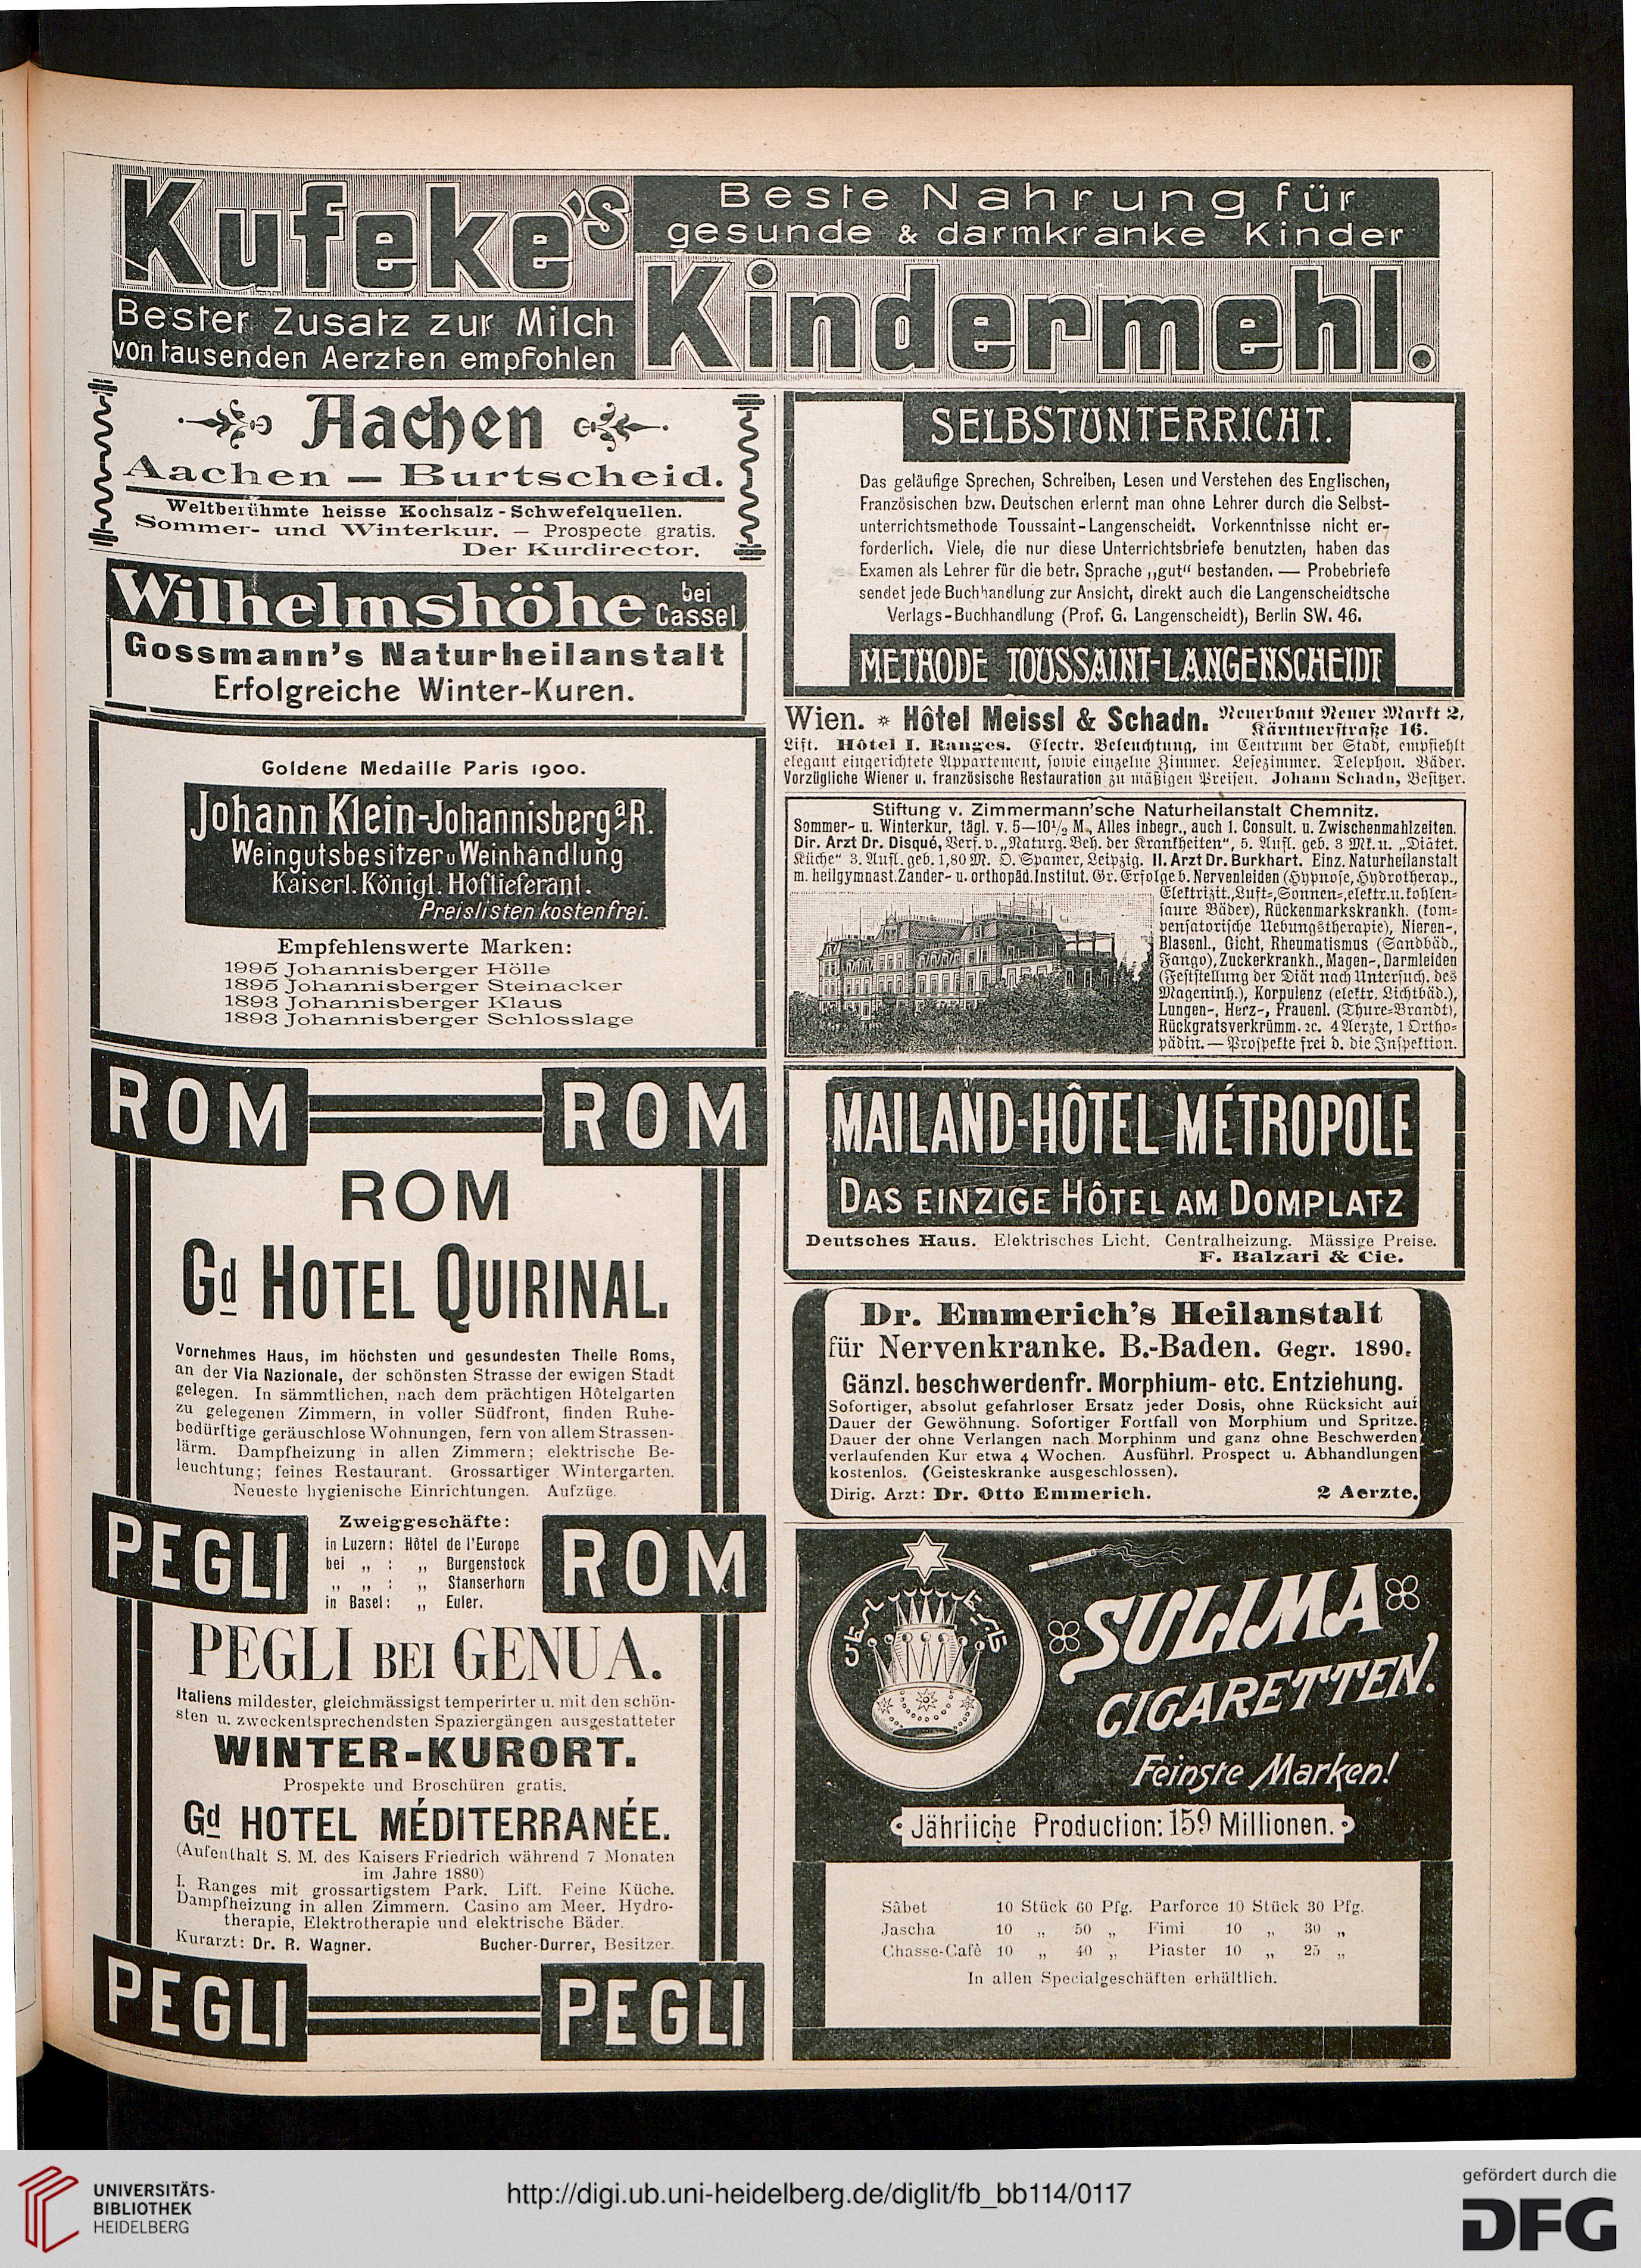 Kufeke's
Beste Nahrung für
gesunde & darmkranke Kinder
Bester Zusatz zur Milch
von tausenden Aerzten empfohlen
Kindermehl.
Aachen
Aachen — Burtscheid.
Weltberühmte heisse Kochsalz-Schwefelquellen.
Sommer- und Winterkur. — Prospecte gratis.
Der Kurdirector.
Wilhelmshöhe bei Cassel
Gossmann's Naturheilanstalt
Erfolgreiche Winter-Kuren.
Goldene Medaille Paris 1900.
Johann Klein-Johannisberg a/R.
Weingutsbesitzer u Weinhandlung
Kaiserl. Königl. Hoflieferant.
Preislisten kostenfrei.
Empfehlenswerte Marken:
1995 Johannisberger Hölle
1895 Johannisberger Steinacker
1893 Johannisberger Klaus
1893 Johannisberger Schlosslage
ROM ROM
ROM
Gd HOTEL QUIRINAL.
Vornehmes Haus, im höchsten und gesundesten Theile Roms,
an der Via Nazionale, der schönsten Strasse der ewigen Stadt
gelegen. In sämmtlichen, nach dem prächtigen Hôtelgarten
zu gelegenen Zimmern, in voller Südfront, finden Ruhe-
bedürftige geräuschlose Wohnungen, fern von allem Strassen-
lärm. Dampfheizung in allen Zimmern; elektrische Be-
leuchtung; feines Restaurant. Grossartiger Wintergarten.
Neueste hygienische Einrichtungen. Aufzüge.
PEGLI ROM
Zweiggeschäfte:
in Luzern: Hôtel de l'Europe
bei „ : „ Burgenstock
„ „ : „ Stanserhorn
in Basel: „ Euler.
PEGLI BEI GENUA.
Italiens mildester, gleichmässigst temperirter u. mit den schön-
sten u. zweckentsprechendsten Spaziergängen ausgestatteter
WINTER-KURORT.
Prospekte und Broschüren gratis.
Gd HOTEL MÉDITERRANÉE.
(Aufenthalt S. M. des Kaisers Friedrich während 7 Monaten
im Jahre 1880)
I. Ranges mit grossartigstem Park. Lift. Feine Küche.
Dampfheizung in allen Zimmern. Casino am Meer. Hydro-
therapie, Elektrotherapie und elektrische Bäder.
Kurarzt: Dr. R. Wagner. Bucher-Durrer, Besitzer.
PEGLI PEGLI
SELBSTUNTERRICHT.
Das geläufige Sprechen, Schreiben, Lesen und Verstehen des Englischen,
Französischen bzw. Deutschen erlernt man ohne Lehrer durch die Selbst-
unterrichtsmethode Toussaint-Langenscheidt. Vorkenntnisse nicht er-
forderlich. Viele, die nur diese Unterrichtsbriefe benutzten, haben das
Examen als Lehrer für die betr. Sprache „gut“ bestanden. — Probebriefe
sendet jede Buchhandlung zur Ansicht, direkt auch die Langenscheidtsche
Verlags-Buchhandlung (Prof. G. Langenscheidt), Berlin SW. 46.
METHODE TOUSSAINT-LANGENSCHEIDT
Wien. * Hôtel Meissl & Schadn. Neuerbaut Neuer Markt 2,
Kärntnerstraße 16.
Lift. Hôtel I. Ranges. Electr. Beleuchtung, im Centrum der Stadt, empfiehlt
elegant eingerichtete Appartement, sowie einzelne Zimmer. Lesezimmer. Telephon. Bäder.
Vorzügliche Wiener u. französische Restauration zu mäßigen Preisen. Johann Schadn, Besitzer.
Stiftung v. Zimmermann'sche Naturheilanstalt Chemnitz.
Sommer- u. Winterkur, tägl. v. 5—10½ M., Alles inbegr., auch 1. Consult. u. Zwischenmahlzeiten.
Dir. Arzt Dr. Disqué, Verf. v. „Naturg. Beh. der Krankheiten“, 5. Aufl. geb. 3 Mk. u. „Diätet.
Küche“ 3. Aufl. geb. 1,80 M. O. Spamer, Leipzig. II. Arzt Dr. Burkhart. Einz. Naturheilanstalt
m. heilgymnast. Zander- u. orthopäd. Institut. Gr. Erfolge b. Nervenleiden (Hypnose, Hydrotherap.,
Elektrizit., Luft-, Sonnen-, elektr. u. kohlen-
saure Bäder), Rückenmarkskrankh. (kom-
pensatorische Uebungstherapie), Nieren-,
Blasenl., Gicht, Rheumatismus (Sandbäd.,
Fango), Zuckerkrankh., Magen-, Darmleiden
(Feststellung der Diät nach Untersuch. des
Mageninh.), Korpulenz (elektr. Lichtbäd.),
Lungen-, Herz-, Frauenl. (Thure-Brandt),
Rückgratsverkrümm. ꝛc. 4 Aerzte, 1 Ortho-
pädin. — Prospekte frei d. die Inspektion.
MAILAND-HÔTEL MÉTROPOLE
DAS EINZIGE HÔTEL AM DOMPLATZ
Deutsches Haus. Elektrisches Licht. Centralheizung. Mässige Preise.
F. Balzari & Cie.
Dr. Emmerich's Heilanstalt
für Nervenkranke. B.-Baden. Gegr. 1890.
Gänzl. beschwerdenfr. Morphium- etc. Entziehung.
Sofortiger, absolut gefahrloser Ersatz jeder Dosis, ohne Rücksicht auf
Dauer der Gewöhnung. Sofortiger Fortfall von Morphium und Spritze.
Dauer der ohne Verlangen nach Morphinm und ganz ohne Beschwerden
verlaufenden Kur etwa 4 Wochen. Ausführl. Prospect u. Abhandlungen
kostenlos. (Geisteskranke ausgeschlossen).
Dirig. Arzt: Dr. Otto Emmerich. 2 Aerzte.
SULIMA
CIGARETTEN.
Feinste Marken!
Jährliche Production: 159 Millionen.
Sâbet 10 Stück 60 Pfg. Parforce 10 Stück 30 Pfg.
Jascha 10 „ 50 „ Fimi 10 „ 30 „
Chasse-Cafè 10 „ 40 „ Piaster 10 „ 25 „
In allen Specialgeschäften erhältlich.
UNIVERSITÄTS-
BIBLIOTHEK
HEIDELBERG
http://digi.ub.uni-heidelberg.de/diglit/fb_bb114/0117
gefördert durch die
DFG